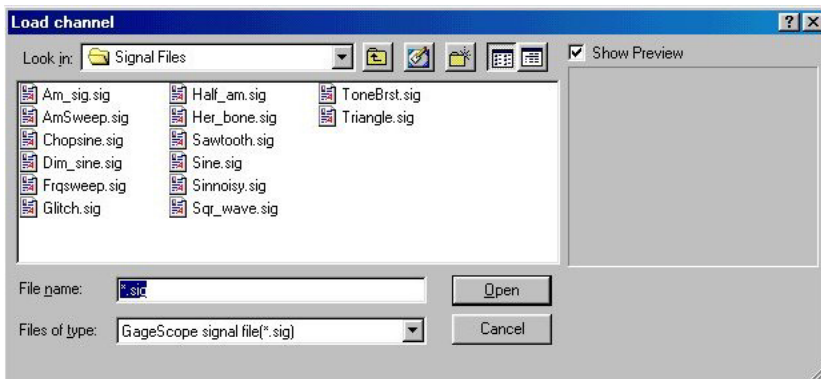 Load channel
Look in: Signal Files
Show Preview
Am_sig.sig
AmSweep.sig
Chopsine.sig
Dim_sine.sig
Frqsweep.sig
Glitch.sig
Half_am.sig
Her_bone.sig
Sawtooth.sig
Sine.sig
Sinnoisy.sig
Sqr_wave.sig
ToneBrst.sig
Triangle.sig
File name: *.sig
Open
Files of type: GageScope signal file(*.sig)
Cancel